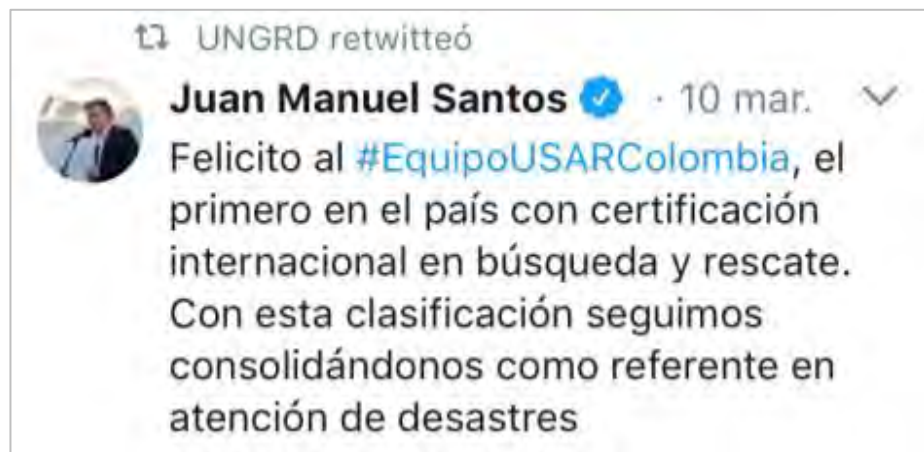 UNGRD retwitteó
Juan Manuel Santos · 10 mar.
Felicito al #EquipoUSARColombia, el
primero en el país con certificación
internacional en búsqueda y rescate.
Con esta clasificación seguimos
consolidándonos como referente en
atención de desastres